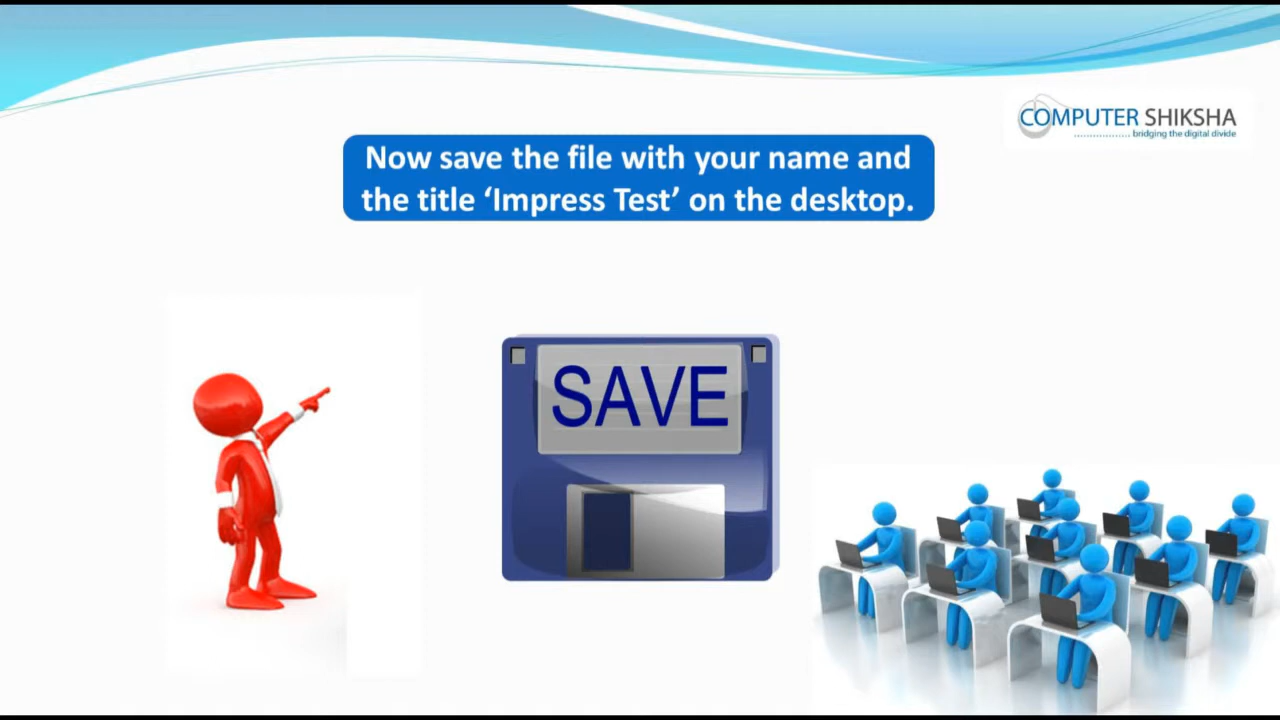 COMPUTER SHIKSHA
bridging the digital divide
Now save the file with your name and
the title ‘Impress Test’ on the desktop.
SAVE